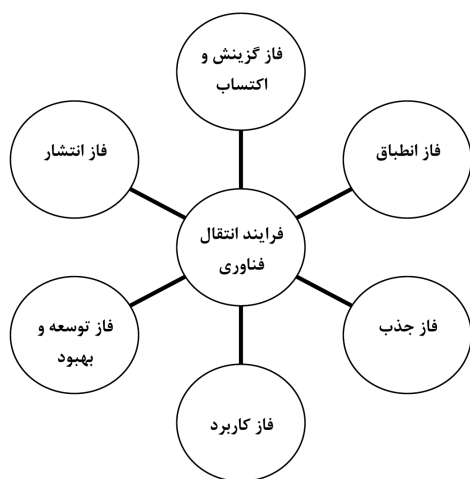 فاز گزینش و
اکتساب
فاز انطباق
فاز انتشار
فرایند انتقال
فناوری
فاز جذب
فاز توسعه و
بهبود
فاز کاربرد